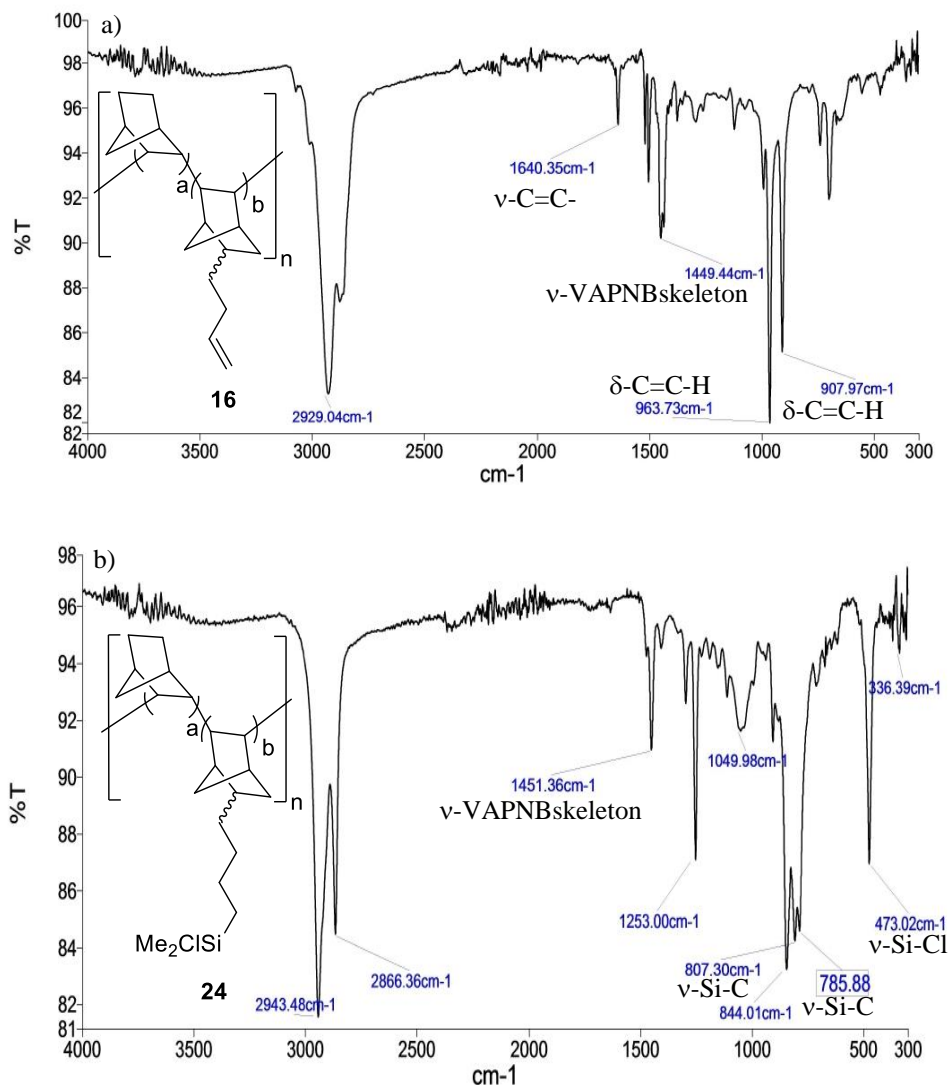 a)
100
98
96
94
92
90
88
86
84
82
%T
4000 3500 3000 2500 2000 1500 1000 500 300
cm-1
a
b
n
16
2929.04cm-1
1640.35cm-1
ν-C=C-
1449.44cm-1
ν-VAPNBskeleton
δ-C=C-H
963.73cm-1
907.97cm-1
δ-C=C-H
b)
98
96
94
92
90
88
86
84
82
81
%T
4000 3500 3000 2500 2000 1500 1000 500 300
cm-1
a
b
n
Me2ClSi
24
2943.48cm-1
2866.36cm-1
1451.36cm-1
ν-VAPNBskeleton
1253.00cm-1
1049.98cm-1
336.39cm-1
807.30cm-1
ν-Si-C
844.01cm-1
785.88
ν-Si-C
473.02cm-1
ν-Si-Cl